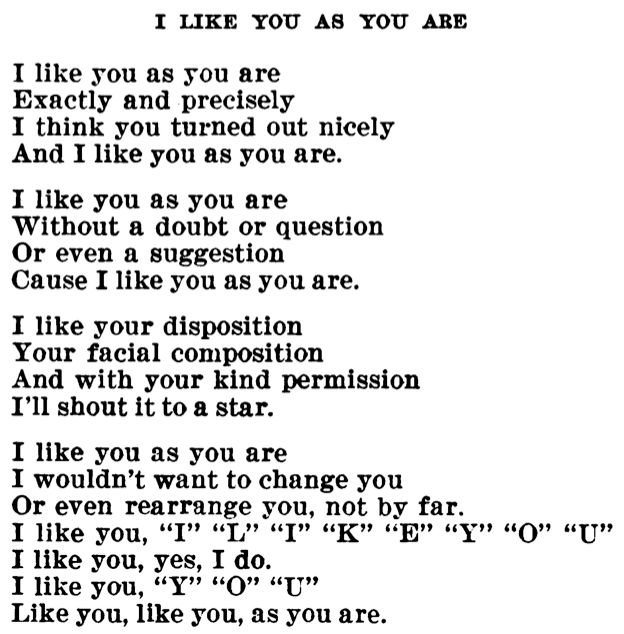 I LIKE YOU AS YOU ARE
I like you as you are
Exactly and precisely
I think you turned out nicely
And I like you as you are.
I like you as you are
Without a doubt or question
Or even a suggestion
Cause I like you as you are.
I like your disposition
Your facial composition
And with your kind permission
I'll shout it to a star.
I like you as you are
I wouldn't want to change you
Or even rearrange you, not by far.
I like you, “I” “L” “I” “K” “E” “Y” “O” “U”
I like you, yes, I do.
I like you, “Y” “O” “U”
Like you, like you, as you are.